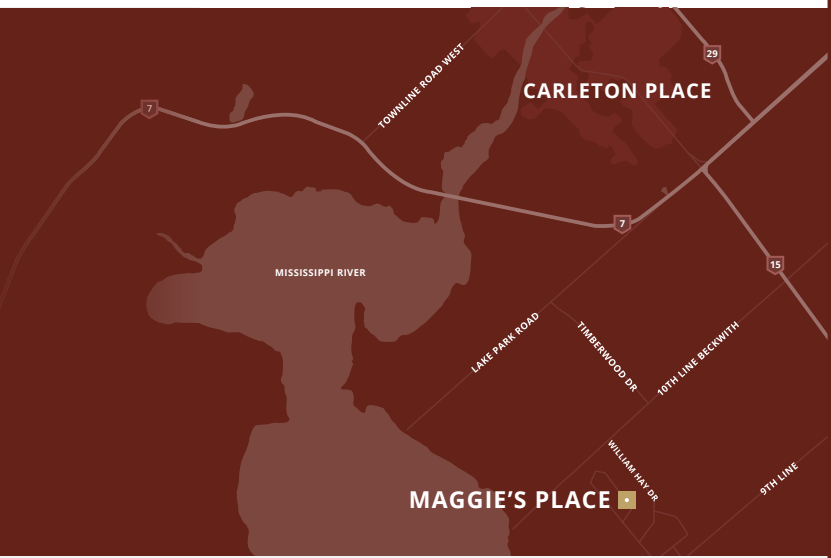 29
TOWNLINE ROAD WEST
CARLETON PLACE
7
7
15
MISSISSIPPI RIVER
LAKE PARK ROAD
TIMBERWOOD DR
10TH LINE BECKWITH
WILLIAM HAY DR
9TH LINE
MAGGIE'S PLACE